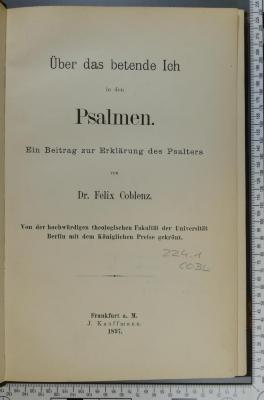 Über das betende Ich
in den
Psalmen.
Ein Beitrag zur Erklärung des Psalters
von
Dr. Felix Coblenz.
Von der hochwürdigen theologischen Fakultät der Universität
Berlin mit dem Königlichen Preise gekrönt.
224.1
COBL
Frankfurt a. M.
J. Kauffmann.
1897.